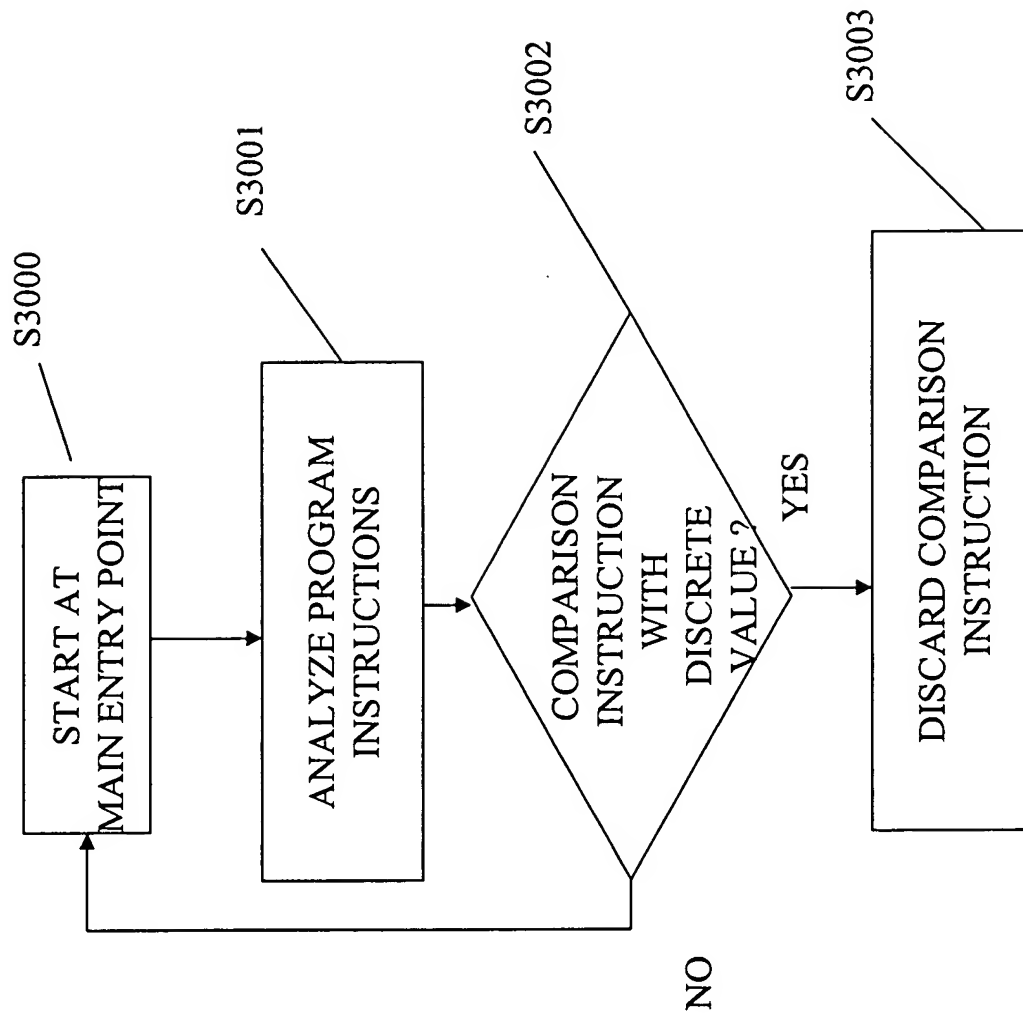 START AT
MAIN ENTRY POINT
S3000
ANALYZE PROGRAM
INSTRUCTIONS
S3001
COMPARISON
INSTRUCTION
WITH
DISCRETE
VALUE ?
S3002
NO
YES
DISCARD COMPARISON
INSTRUCTION
S3003